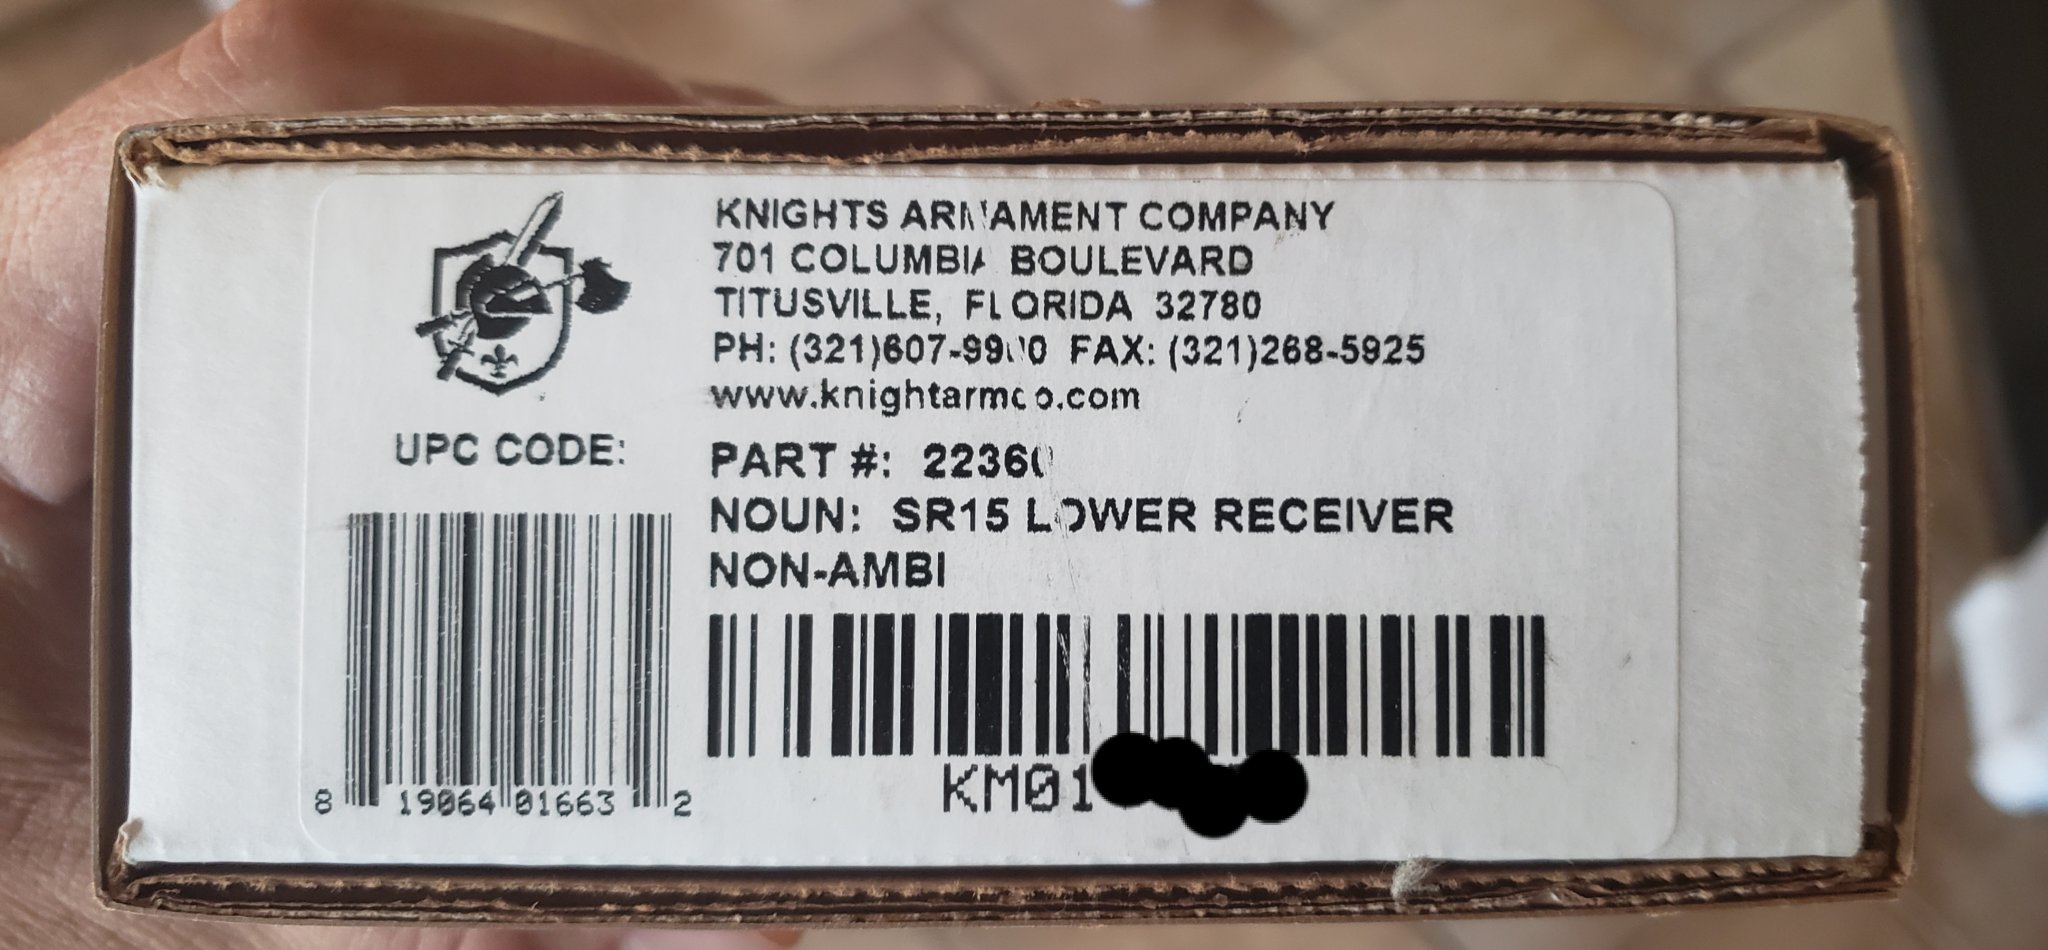 KNIGHTS ARMAMENT COMPANY
701 COLUMBIA BOULEVARD
TITUSVILLE, FLORIDA 32780
PH: (321)607-9900 FAX: (321)268-5925
www.knightarmco.com
UPC CODE:
PART #: 22360
NOUN: SR15 LOWER RECEIVER
NON-AMBI
8 19064 01663 2
KM01